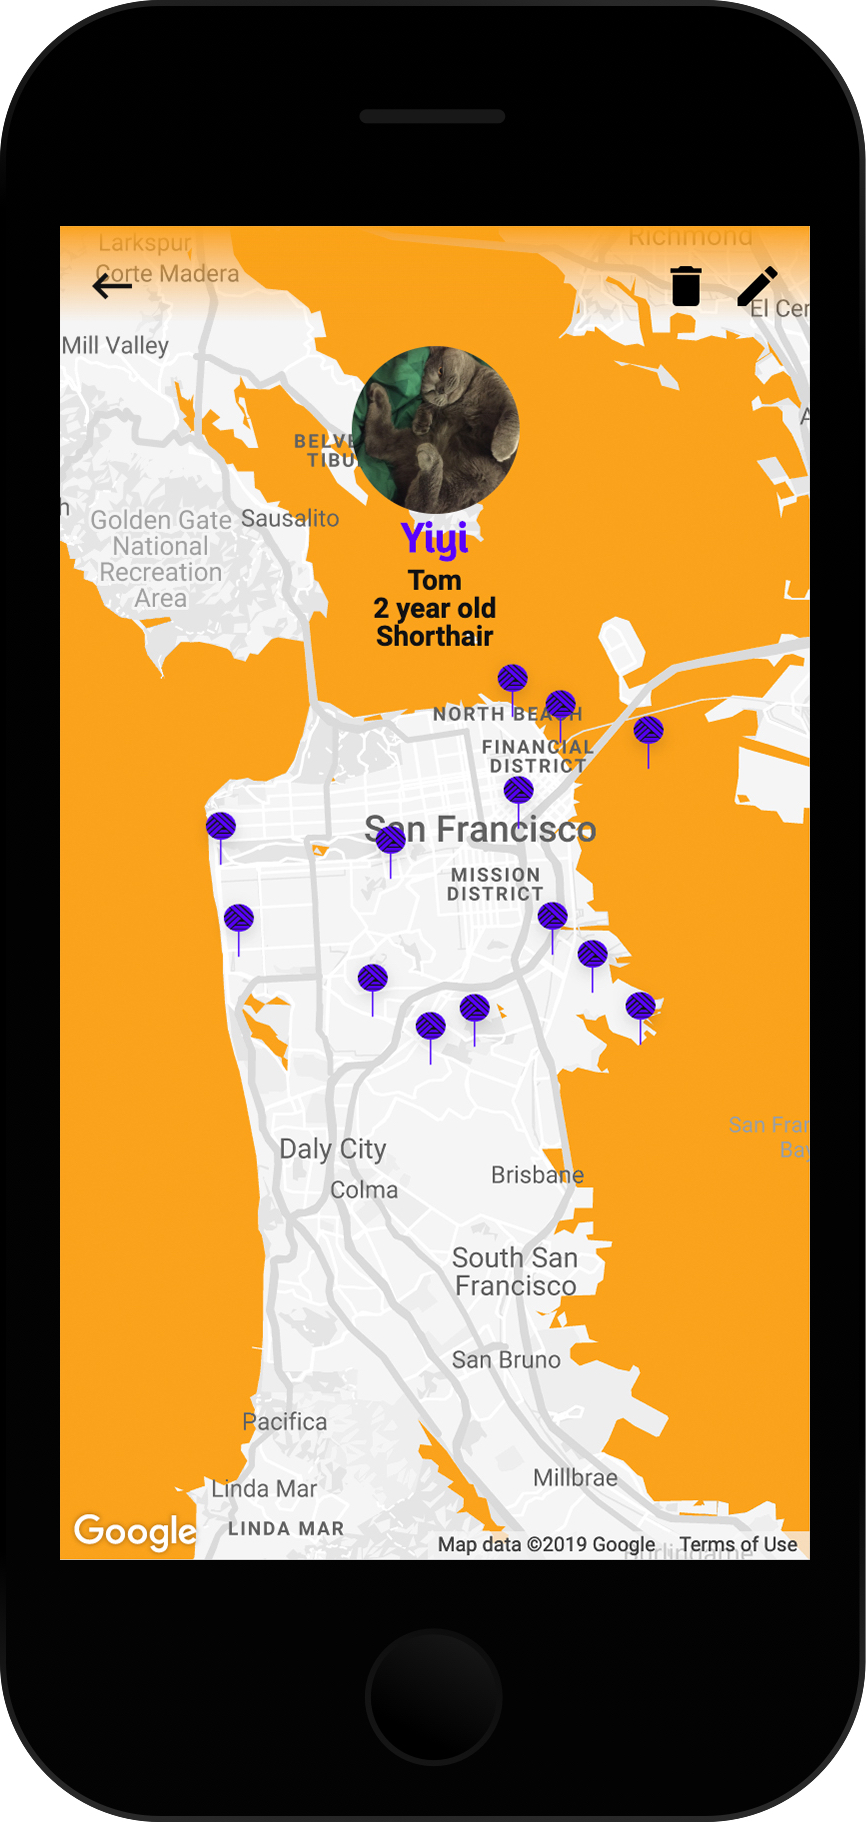 Larkspur
Richmond
Corte Madera
El Cer
Mill Valley
BELVE
TIBU
Golden Gate
National
Recreation
Area
Sausalito
Yiyi
Tom
2 year old
Shorthair
NORTH BEACH
FINANCIAL
DISTRICT
San Francisco
MISSION
DISTRICT
San Fran
Bay
Daly City
Colma
Brisbane
South San
Francisco
San Bruno
Pacifica
Linda Mar
Millbrae
LINDA MAR
Google
Map data ©2019 Google
Terms of Use
Burlingame